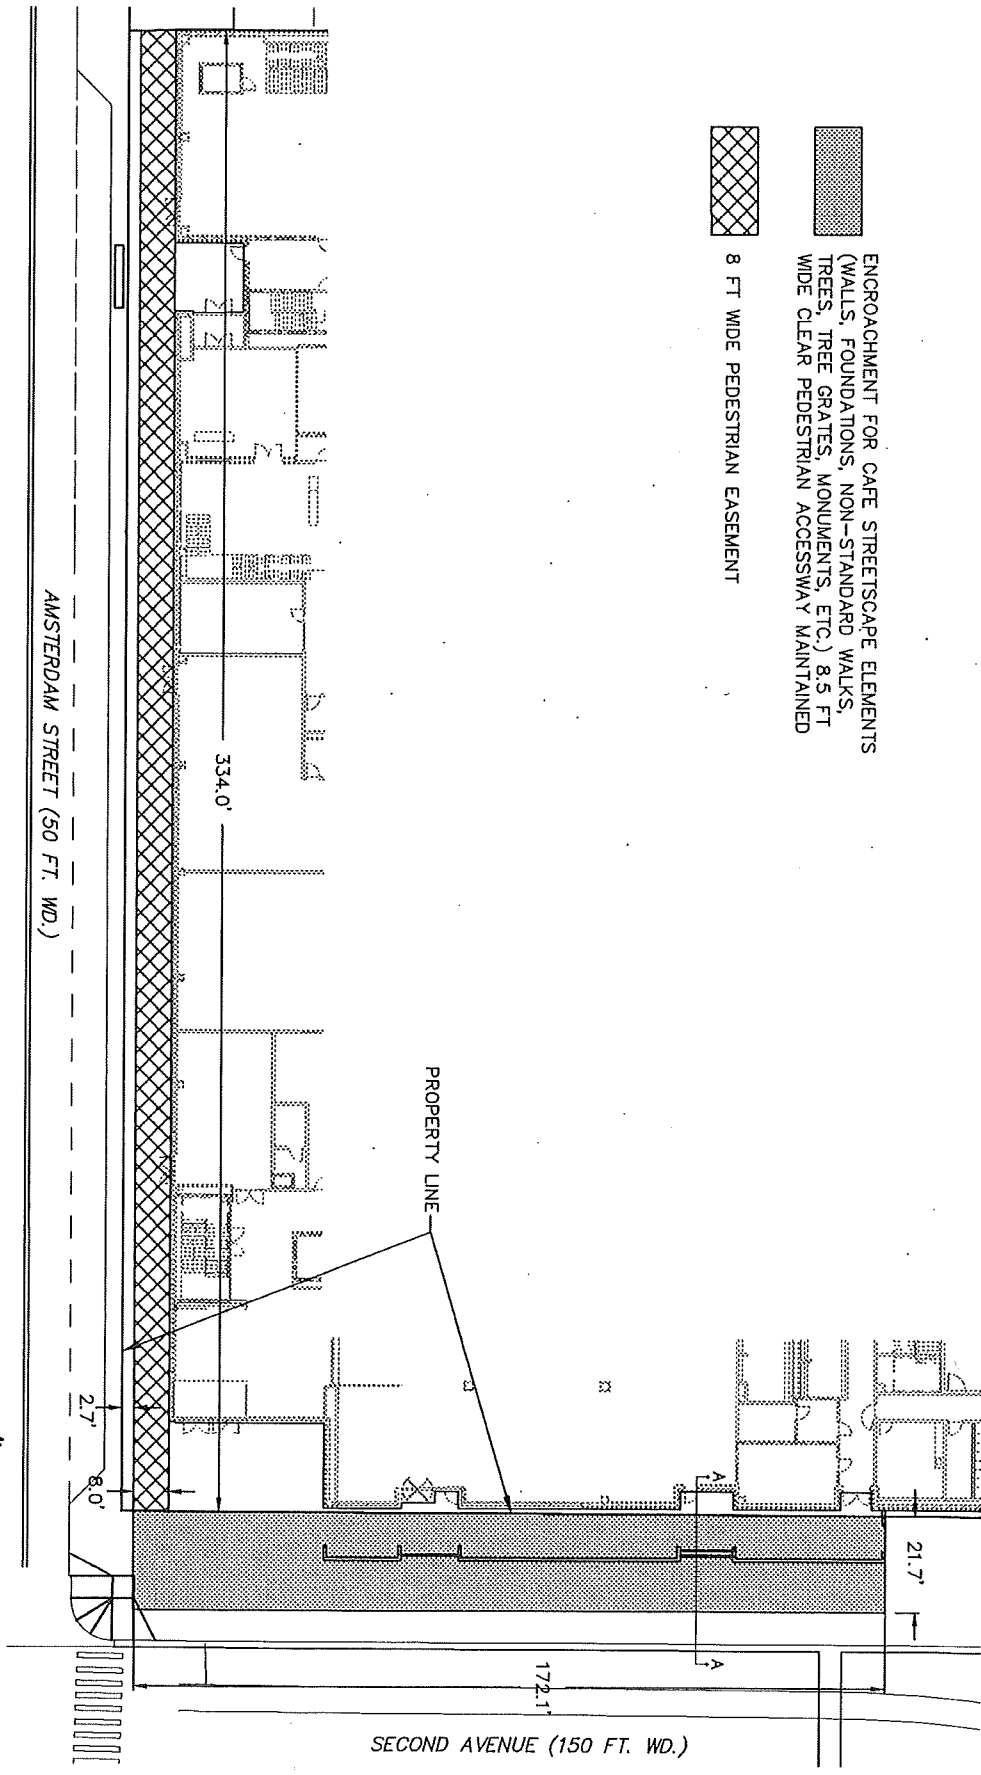 ENCROACHMENT FOR CAFE STREETSCAPE ELEMENTS
(WALLS, FOUNDATIONS, NON-STANDARD WALKS,
TREES, TREE GRATES, MONUMENTS, ETC.) 8.5 FT
WIDE CLEAR PEDESTRIAN ACCESSWAY MAINTAINED
8 FT WIDE PEDESTRIAN EASEMENT
334.0'
PROPERTY LINE
AMSTERDAM STREET (50 FT. WD.)
2.7'
8.0'
A
A
21.7'
172.1'
SECOND AVENUE (150 FT. WD.)